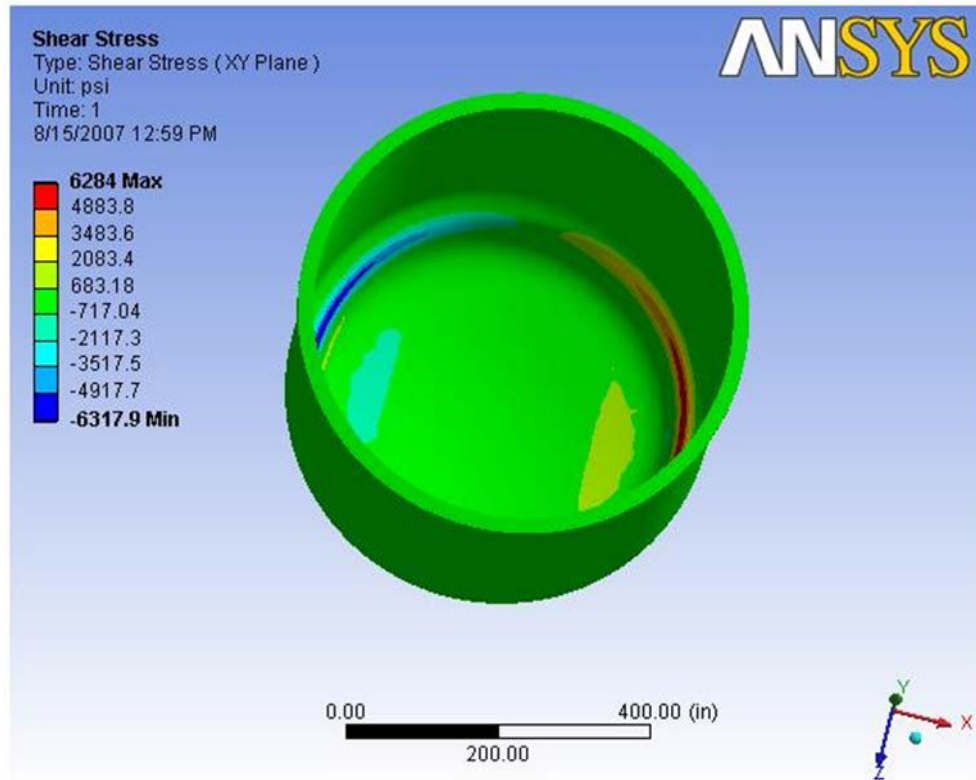 Shear Stress
Type: Shear Stress ( XY Plane )
Unit: psi
Time: 1
8/15/2007 12:59 PM
ANSYS
6284 Max
4883.8
3483.6
2083.4
683.18
-717.04
-2117.3
-3517.5
-4917.7
-6317.9 Min
0.00
400.00 (in)
200.00
Y
X
Z